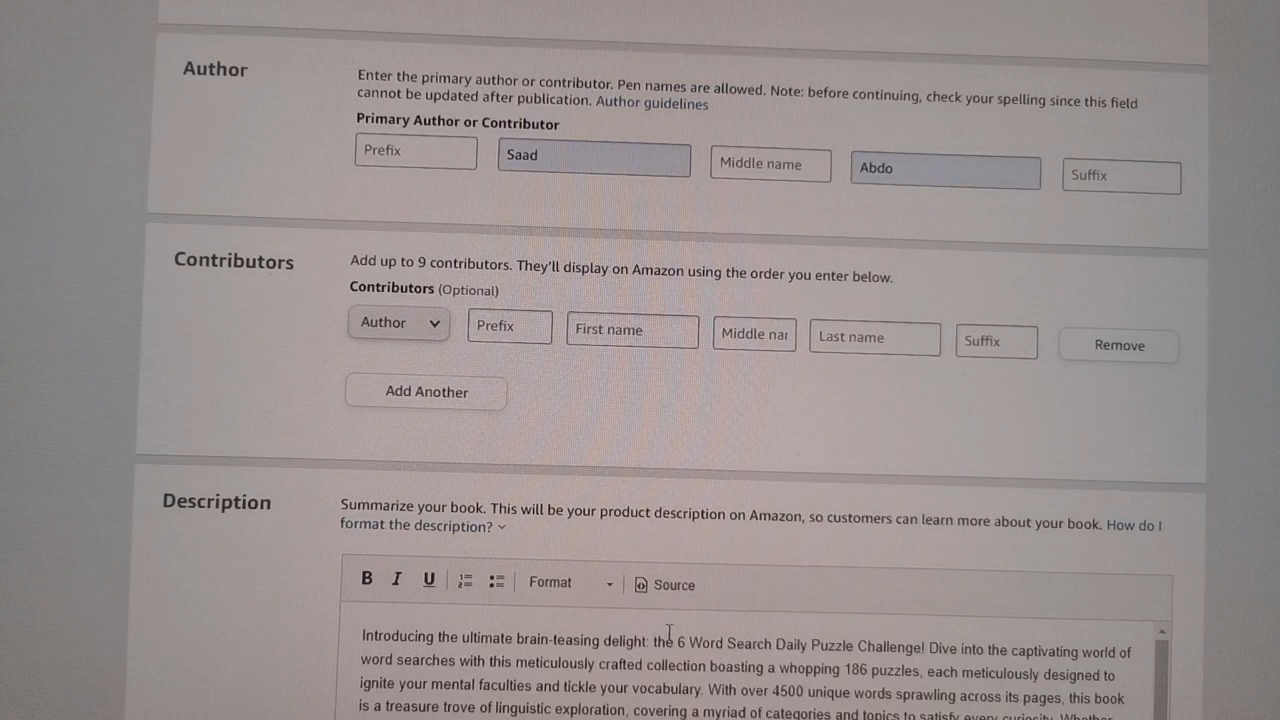 Author
Enter the primary author or contributor. Pen names are allowed. Note: before continuing, check your spelling since this field
cannot be updated after publication. Author guidelines
Primary Author or Contributor
Prefix Saad Middle name Abdo Suffix
Contributors
Add up to 9 contributors. They'll display on Amazon using the order you enter below.
Contributors (Optional)
Author Prefix First name Middle nar Last name Suffix Remove
Add Another
Description
Summarize your book. This will be your product description on Amazon, so customers can learn more about your book. How do I
format the description?
B I U Format Source
Introducing the ultimate brain-teasing delight: the 6 Word Search Daily Puzzle Challenge! Dive into the captivating world of
word searches with this meticulously crafted collection boasting a whopping 186 puzzles, each meticulously designed to
ignite your mental faculties and tickle your vocabulary. With over 4500 unique words sprawling across its pages, this book
is a treasure trove of linguistic exploration, covering a myriad of categories and topics to satisfy every curiosity. Whether